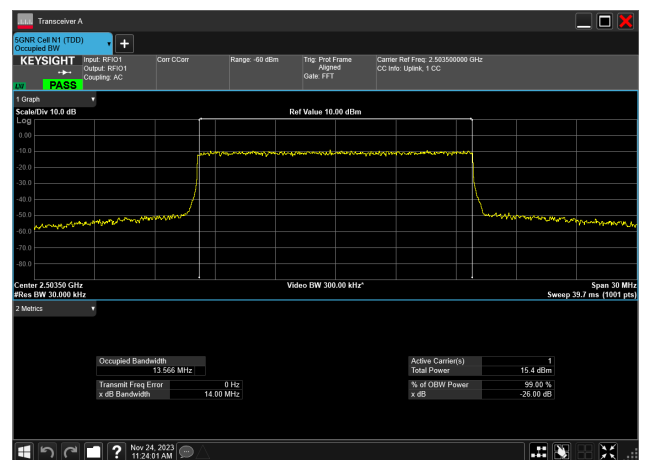 Transceiver A
5GNR Cell N1 (TDD)
Occupied BW
KEYSIGHT
LV
PASS
Input: RFIO1
Output: RFIO1
Coupling: AC
Corr CCorr
Range: -60 dBm
Trig: Prot Frame
Aligned
Gate: FFT
Carrier Ref Freq: 2.503500000 GHz
CC Info: Uplink, 1 CC
1 Graph
Scale/Div 10.0 dB
Ref Value 10.00 dBm
Log
0.00
-10.0
-20.0
-30.0
-40.0
-50.0
-60.0
-70.0
-80.0
Center 2.50350 GHz
Video BW 300.00 kHz*
Span 30 MHz
#Res BW 30.000 kHz
Sweep 39.7 ms (1001 pts)
2 Metrics
Occupied Bandwidth
13.566 MHz
Transmit Freq Error 0 Hz
x dB Bandwidth 14.00 MHz
Active Carrier(s) 1
Total Power 15.4 dBm
% of OBW Power 99.00 %
x dB -26.00 dB
Nov 24, 2023
11:24:01 AM